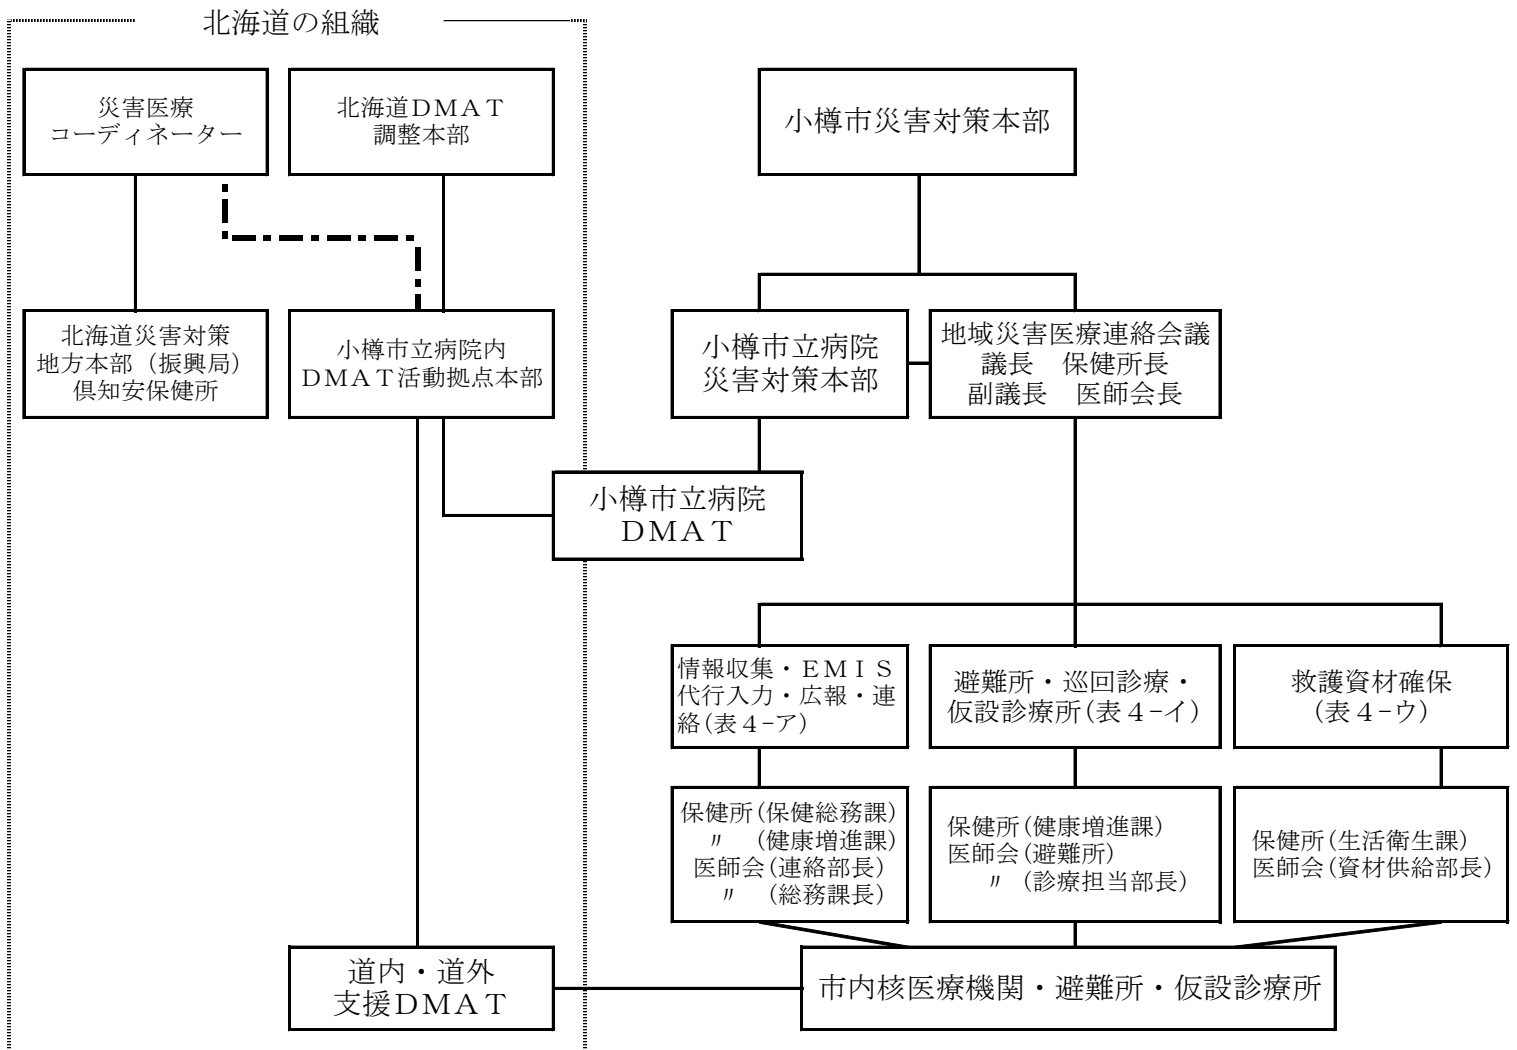 北海道の組織
災害医療
コーディネーター
北海道ＤＭＡＴ
調整本部
小樽市災害対策本部
北海道災害対策
地方本部（振興局）
倶知安保健所
小樽市立病院内
ＤＭＡＴ活動拠点本部
小樽市立病院
災害対策本部
地域災害医療連絡会議
議長　保健所長
副議長　医師会長
小樽市立病院
ＤＭＡＴ
情報収集・ＥＭＩＳ
代行入力・広報・連
絡(表４-ア)
避難所・巡回診療・
仮設診療所(表４-イ)
救護資材確保
(表４-ウ)
保健所(保健総務課)
〃　(健康増進課)
医師会(連絡部長)
〃　(総務課長)
保健所(健康増進課)
医師会(避難所)
〃　(診療担当部長)
保健所(生活衛生課)
医師会(資材供給部長)
道内・道外
支援ＤＭＡＴ
市内核医療機関・避難所・仮設診療所